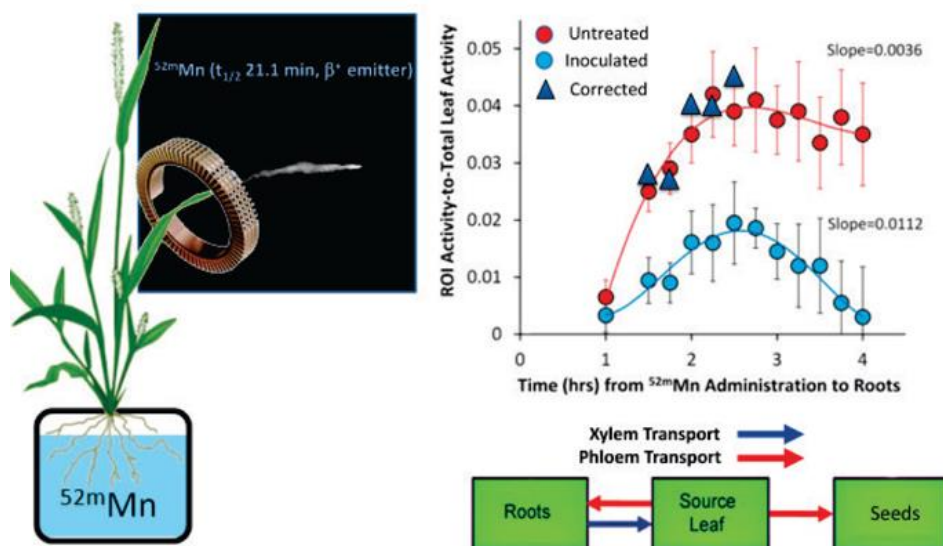 ⁵²ᵐMn (t₁/₂ 21.1 min, β⁺ emitter)
⁵²ᵐMn
ROI Activity-to-Total Leaf Activity
0.05
0.04
0.03
0.02
0.01
0
Untreated
Inoculated
Corrected
Slope=0.0036
Slope=0.0112
0 1 2 3 4
Time (hrs) from ⁵²ᵐMn Administration to Roots
Xylem Transport
Phloem Transport
Roots
Source
Leaf
Seeds